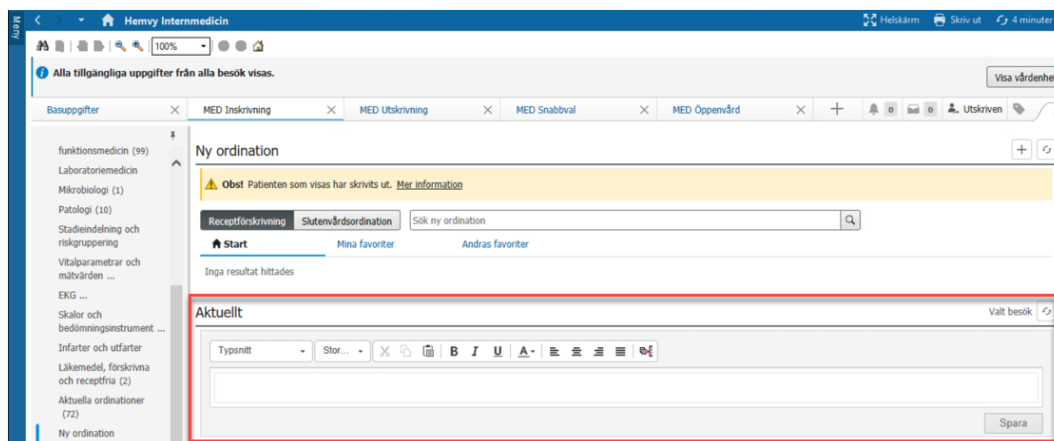 Meny
Hemvy Internmedicin
Helskärm
Skriv ut
4 minuter
100%
Alla tillgängliga uppgifter från alla besök visas.
Visa vårdenhet
Basuppgifter
MED Inskrivning
MED Utskrivning
MED Snabbval
MED Öppenvård
0
0
Utskriven
funktionsmedicin (99)
Laboratoriemedicin
Mikrobiologi (1)
Patologi (10)
Stadieindelning och
riskgruppering
Vitalparametrar och
mätvärden ...
EKG ...
Skalor och
bedömningsinstrument ...
Infarter och utfarter
Läkemedel, förskrivna
och receptfria (2)
Aktuella ordinationer
(72)
Ny ordination
Ny ordination
Obs! Patienten som visas har skrivits ut. Mer information
Receptförskrivning
Slutenvårdsordination
Sök ny ordination
Start
Mina favoriter
Andras favoriter
Inga resultat hittades
Aktuellt
Valt besök
Typsnitt
Stor...
B I U A
Spara